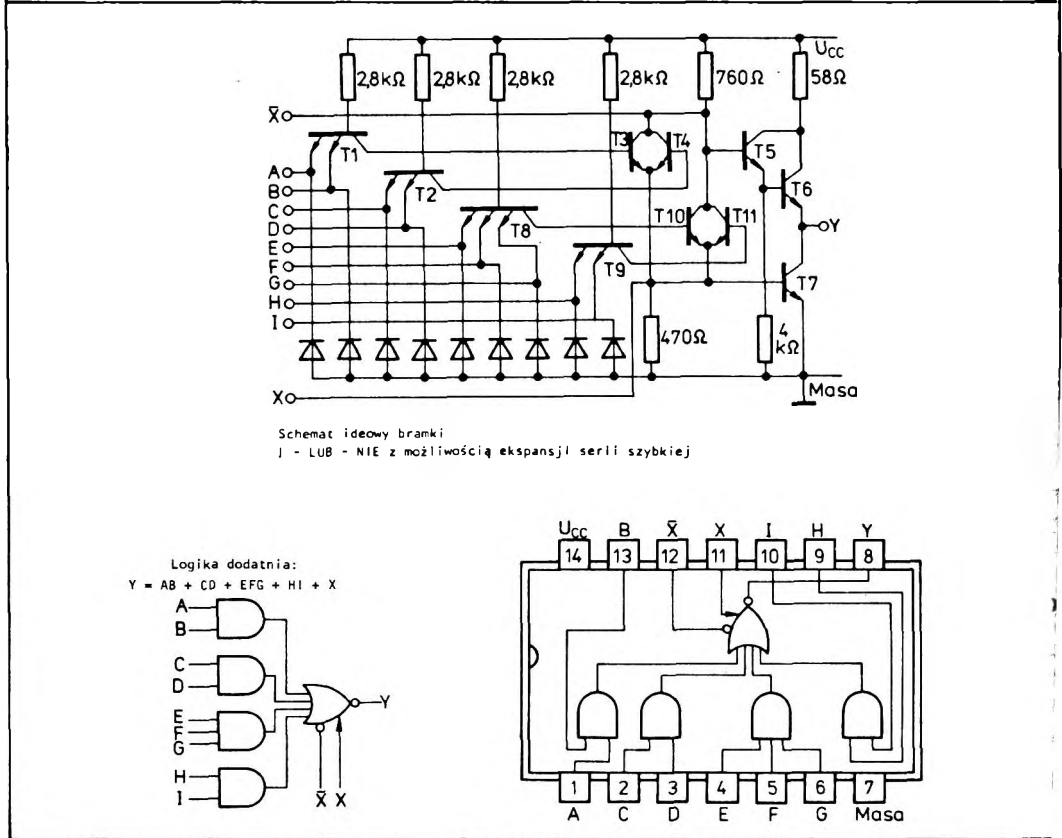 UCC
2,8kΩ 2,8kΩ 2,8kΩ 2,8kΩ 760Ω 58Ω
X̄
T1 T3 T4 T5
A
B T2 T6
C
D T8 T10 T11 Y
E
F T9
G T7
H
I
470Ω 4 kΩ
X Masa
Schemat ideowy bramki
I - LUB - NIE z możliwością ekspansji serii szybkiej
Logika dodatnia:
Y = AB + CD + EFG + HI + X
A
B
C
D
E
F
G
H
I
Y
X̄ X
UCC B X̄ X I H Y
14 13 12 11 10 9 8
1 2 3 4 5 6 7
A C D E F G Masa